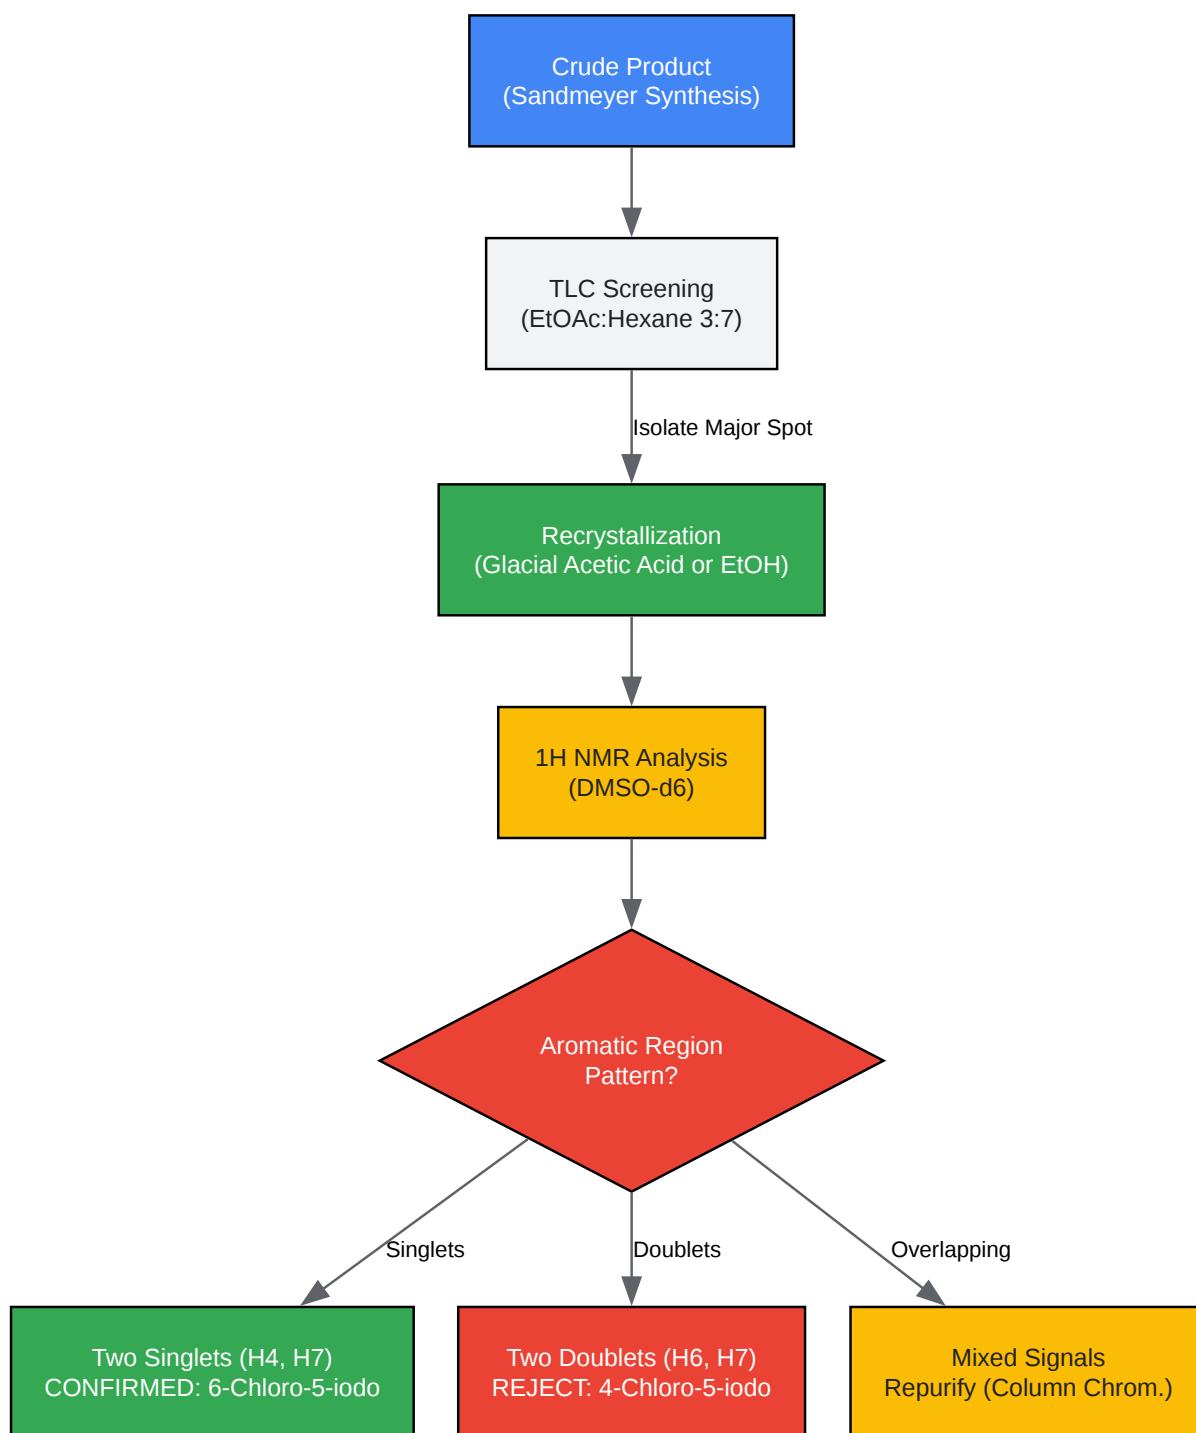 Crude Product
(Sandmeyer Synthesis)
TLC Screening
(EtOAc:Hexane 3:7)
Isolate Major Spot
Recrystallization
(Glacial Acetic Acid or EtOH)
1H NMR Analysis
(DMSO-d6)
Aromatic Region
Pattern?
Singlets
Doublets
Overlapping
Two Singlets (H4, H7)
CONFIRMED: 6-Chloro-5-iodo
Two Doublets (H6, H7)
REJECT: 4-Chloro-5-iodo
Mixed Signals
Repurify (Column Chrom.)